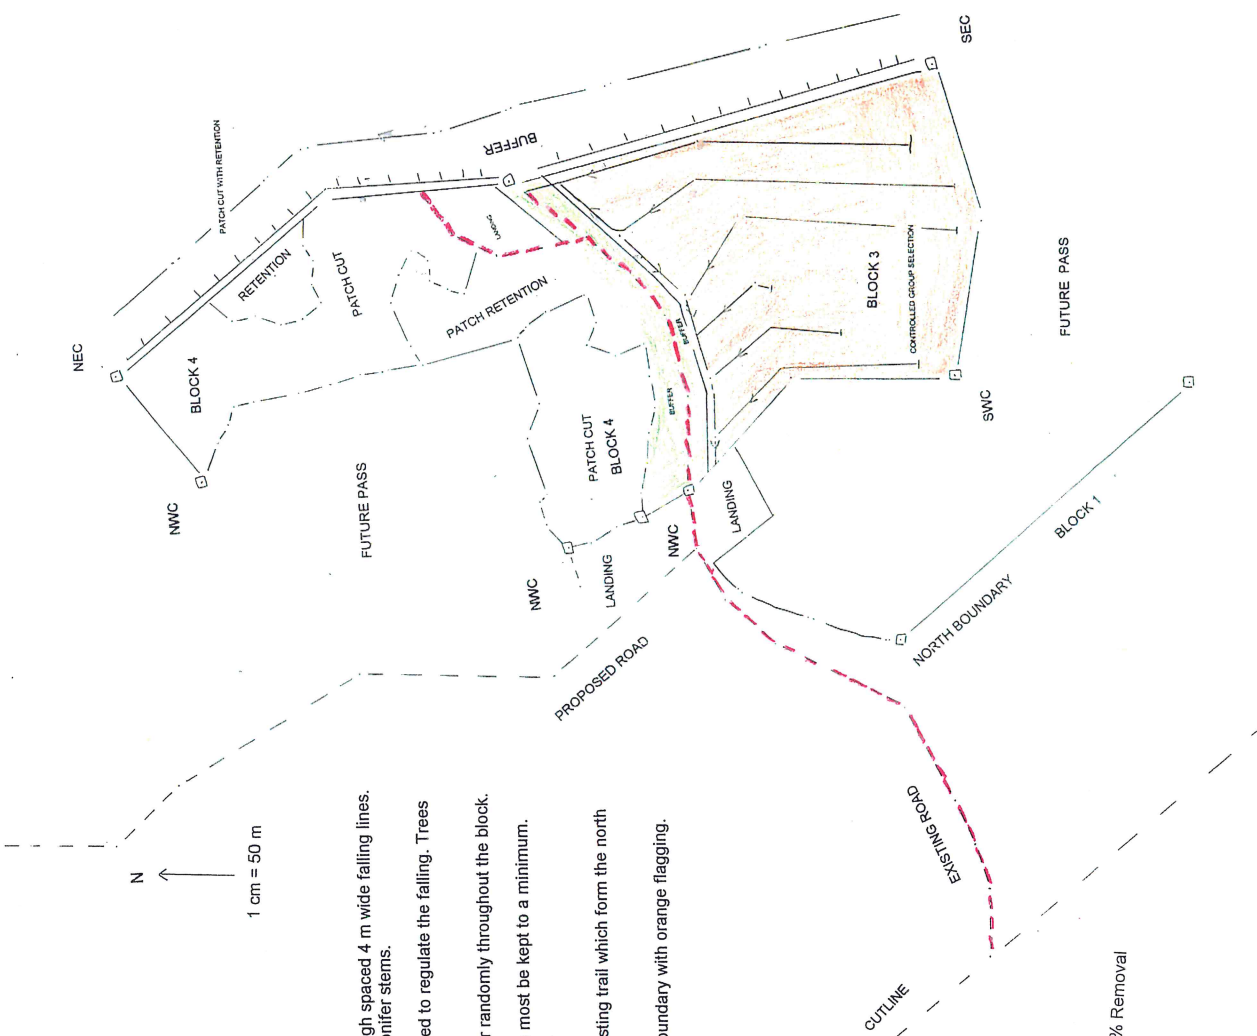 SEC
PATCH CUT WITH RETENTION
BUFFER
LANDING
RETENTION
PATCH CUT
PATCH RETENTION
BLOCK 3
CONTROLLED GROUP SELECTION
FUTURE PASS
NEC
BLOCK 4
BUFFER
BUFFER
SWC
PATCH CUT
BLOCK 4
NWC
FUTURE PASS
LANDING
NWC
NWC
LANDING
BLOCK 1
NORTH BOUNDARY
PROPOSED ROAD
N
1 cm = 50 m
EXISTING ROAD
CUTLINE
gh spaced 4 m wide falling lines.
nifer stems.
ed to regulate the falling. Trees
r randomly throughout the block.
most be kept to a minimum.
sting trail which form the north
oundary with orange flagging.
% Removal